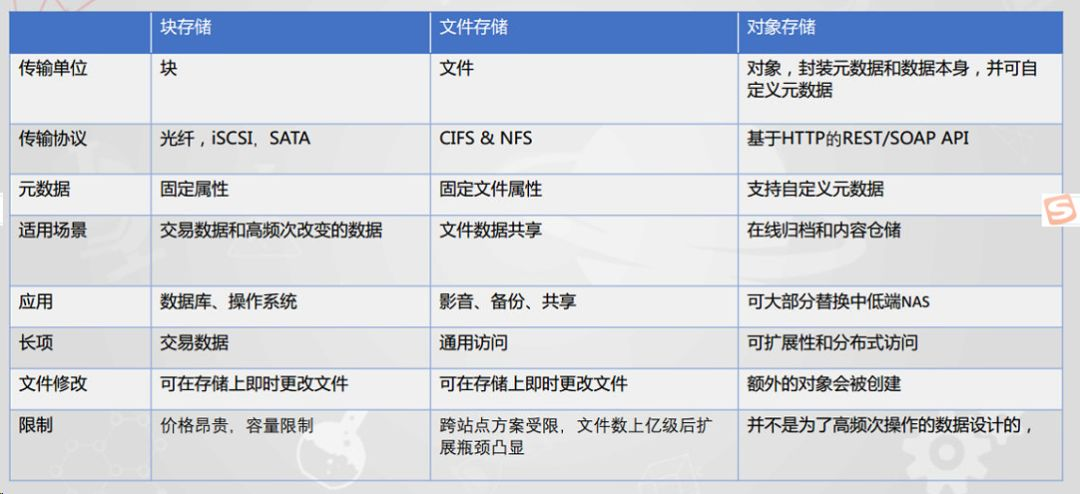 块存储 文件存储 对象存储
传输单位 块 文件 对象，封装元数据和数据本身，并可自
定义元数据
传输协议 光纤，iSCSI, SATA CIFS & NFS 基于HTTP的REST/SOAP API
元数据 固定属性 固定文件属性 支持自定义元数据
适用场景 交易数据和高频次改变的数据 文件数据共享 在线归档和内容仓储
应用 数据库、操作系统 影音、备份、共享 可大部分替换中低端NAS
长项 交易数据 通用访问 可扩展性和分布式访问
文件修改 可在存储上即时更改文件 可在存储上即时更改文件 额外的对象会被创建
限制 价格昂贵, 容量限制 跨站点方案受限, 文件数上亿级后扩 并不是为了高频次操作的数据设计的，
展瓶颈凸显
S